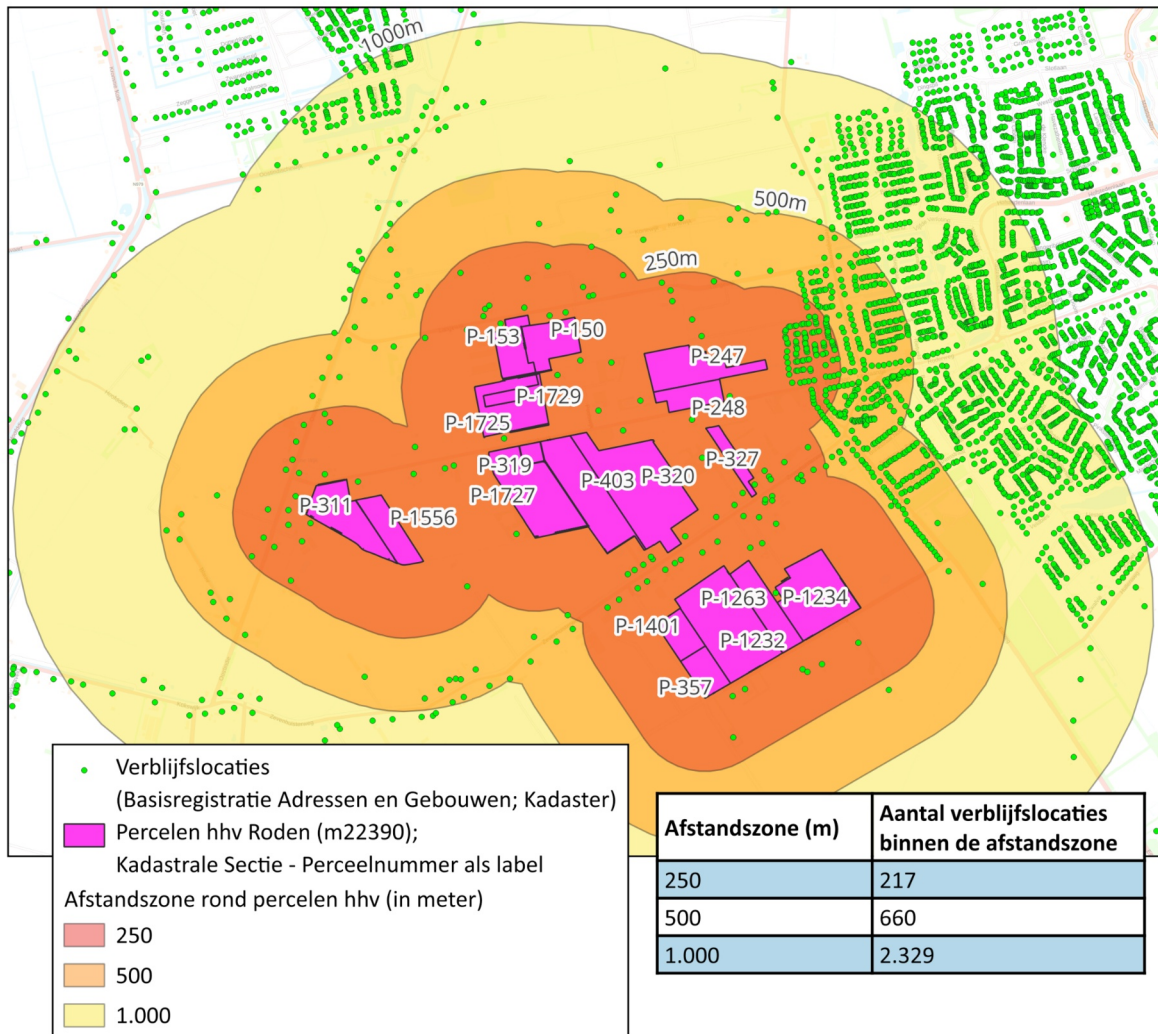 1000m
500m
250m
P-153
P-150
P-247
P-1729
P-248
P-1725
P-327
P-319
P-403
P-320
P-1727
P-311
P-1556
P-1263
P-1234
P-1401
P-1232
P-357
Verblijfslocaties
(Basisregistratie Adressen en Gebouwen; Kadaster)
Percelen hhv Roden (m22390);
Kadastrale Sectie - Perceelnummer als label
Afstandszone rond percelen hhv (in meter)
250
500
1.000
Afstandszone (m) Aantal verblijfslocaties
binnen de afstandszone
250 217
500 660
1.000 2.329